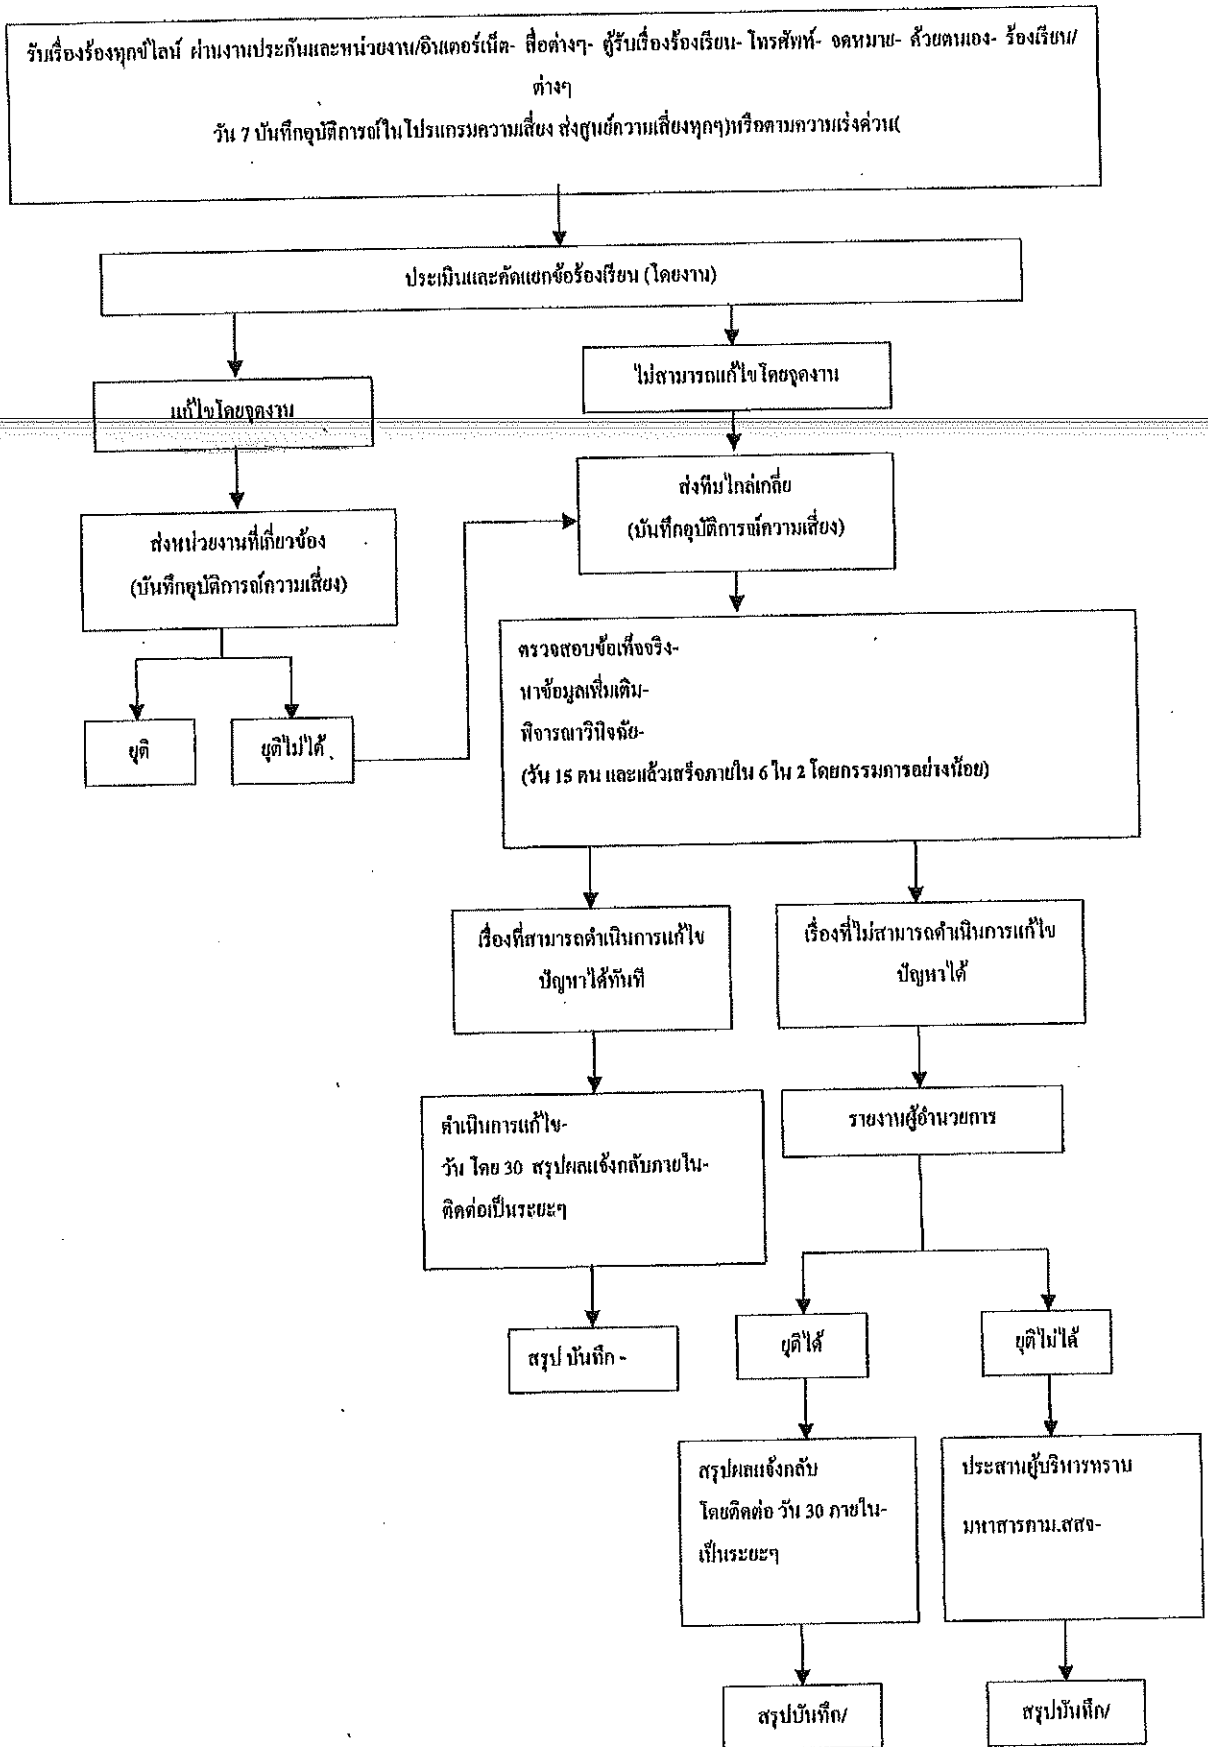 รับเรื่องร้องทุกข์ไลน์ ผ่านงานประกันและหน่วยงาน/อินเตอร์เน็ต- สื่อต่างๆ- ตู้รับเรื่องร้องเรียน- โทรศัพท์- จดหมาย- ด้วยตนเอง- ร้องเรียน/
ต่างๆ
วัน 7 บันทึกอุบัติการณ์ในโปรแกรมความเสี่ยง ส่งศูนย์ความเสี่ยงทุกๆ)หรือตามความเร่งด่วน(
ประเมินและคัดแยกข้อร้องเรียน (โดยงาน)
ไม่สามารถแก้ไขโดยจุดงาน
แก้ไขโดยจุดงาน
ส่งทีมไกล่เกลี่ย
(บันทึกอุบัติการณ์ความเสี่ยง)
ส่งหน่วยงานที่เกี่ยวข้อง
(บันทึกอุบัติการณ์ความเสี่ยง)
ยุติ
ยุติไม่ได้
ตรวจสอบข้อเท็จจริง-
หาข้อมูลเพิ่มเติม-
พิจารณาวินิจฉัย-
(วัน 15 คน และแล้วเสร็จภายใน 6 ใน 2 โดยกรรมการอย่างน้อย)
เรื่องที่สามารถดำเนินการแก้ไข
ปัญหาได้ทันที
เรื่องที่ไม่สามารถดำเนินการแก้ไข
ปัญหาได้
ดำเนินการแก้ไข-
วัน โดย 30 สรุปผลแจ้งกลับภายใน-
ติดต่อเป็นระยะๆ
รายงานผู้อำนวยการ
สรุป บันทึก -
ยุติได้
ยุติไม่ได้
สรุปผลแจ้งกลับ
โดยติดต่อ วัน 30 ภายใน-
เป็นระยะๆ
ประสานผู้บริหารทราบ
มหาสารคาม.สสจ-
สรุปบันทึก/
สรุปบันทึก/